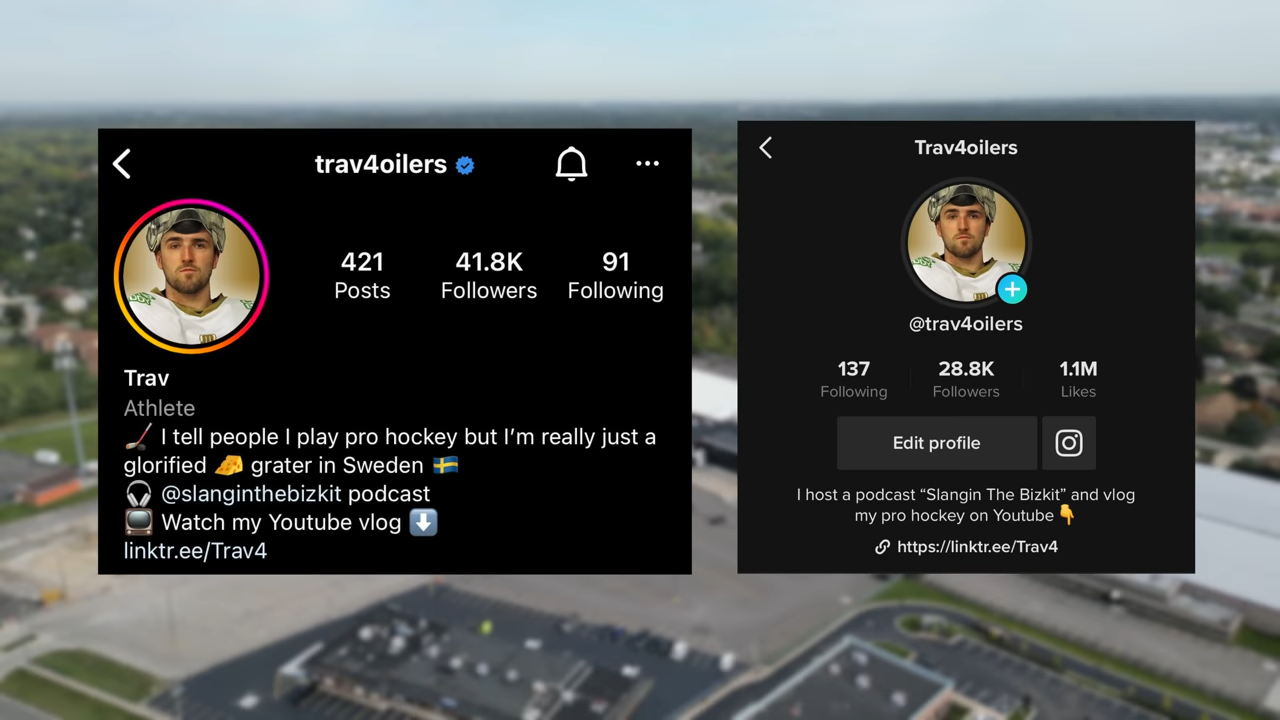 trav4oilers
421 41.8K 91
Posts Followers Following
Trav
Athlete
🏒 I tell people I play pro hockey but I’m really just a
glorified 🧀 grater in Sweden 🇸🇪
🎧 @slanginthebizkit podcast
📺 Watch my Youtube vlog ⬇️
linktr.ee/Trav4
Trav4oilers
@trav4oilers
137 28.8K 1.1M
Following Followers Likes
Edit profile
I host a podcast “Slangin The Bizkit” and vlog
my pro hockey on Youtube 👇
https://linktr.ee/Trav4